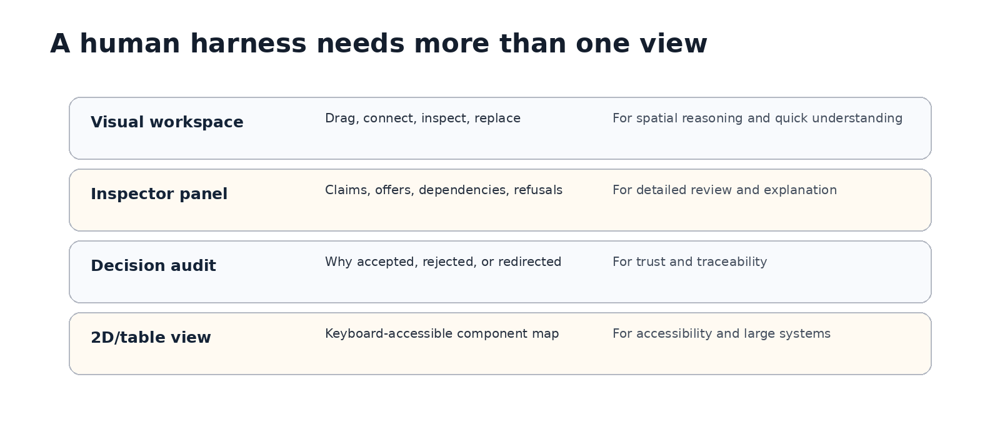 A human harness needs more than one view
Visual workspace
Drag, connect, inspect, replace
For spatial reasoning and quick understanding
Inspector panel
Claims, offers, dependencies, refusals
For detailed review and explanation
Decision audit
Why accepted, rejected, or redirected
For trust and traceability
2D/table view
Keyboard-accessible component map
For accessibility and large systems